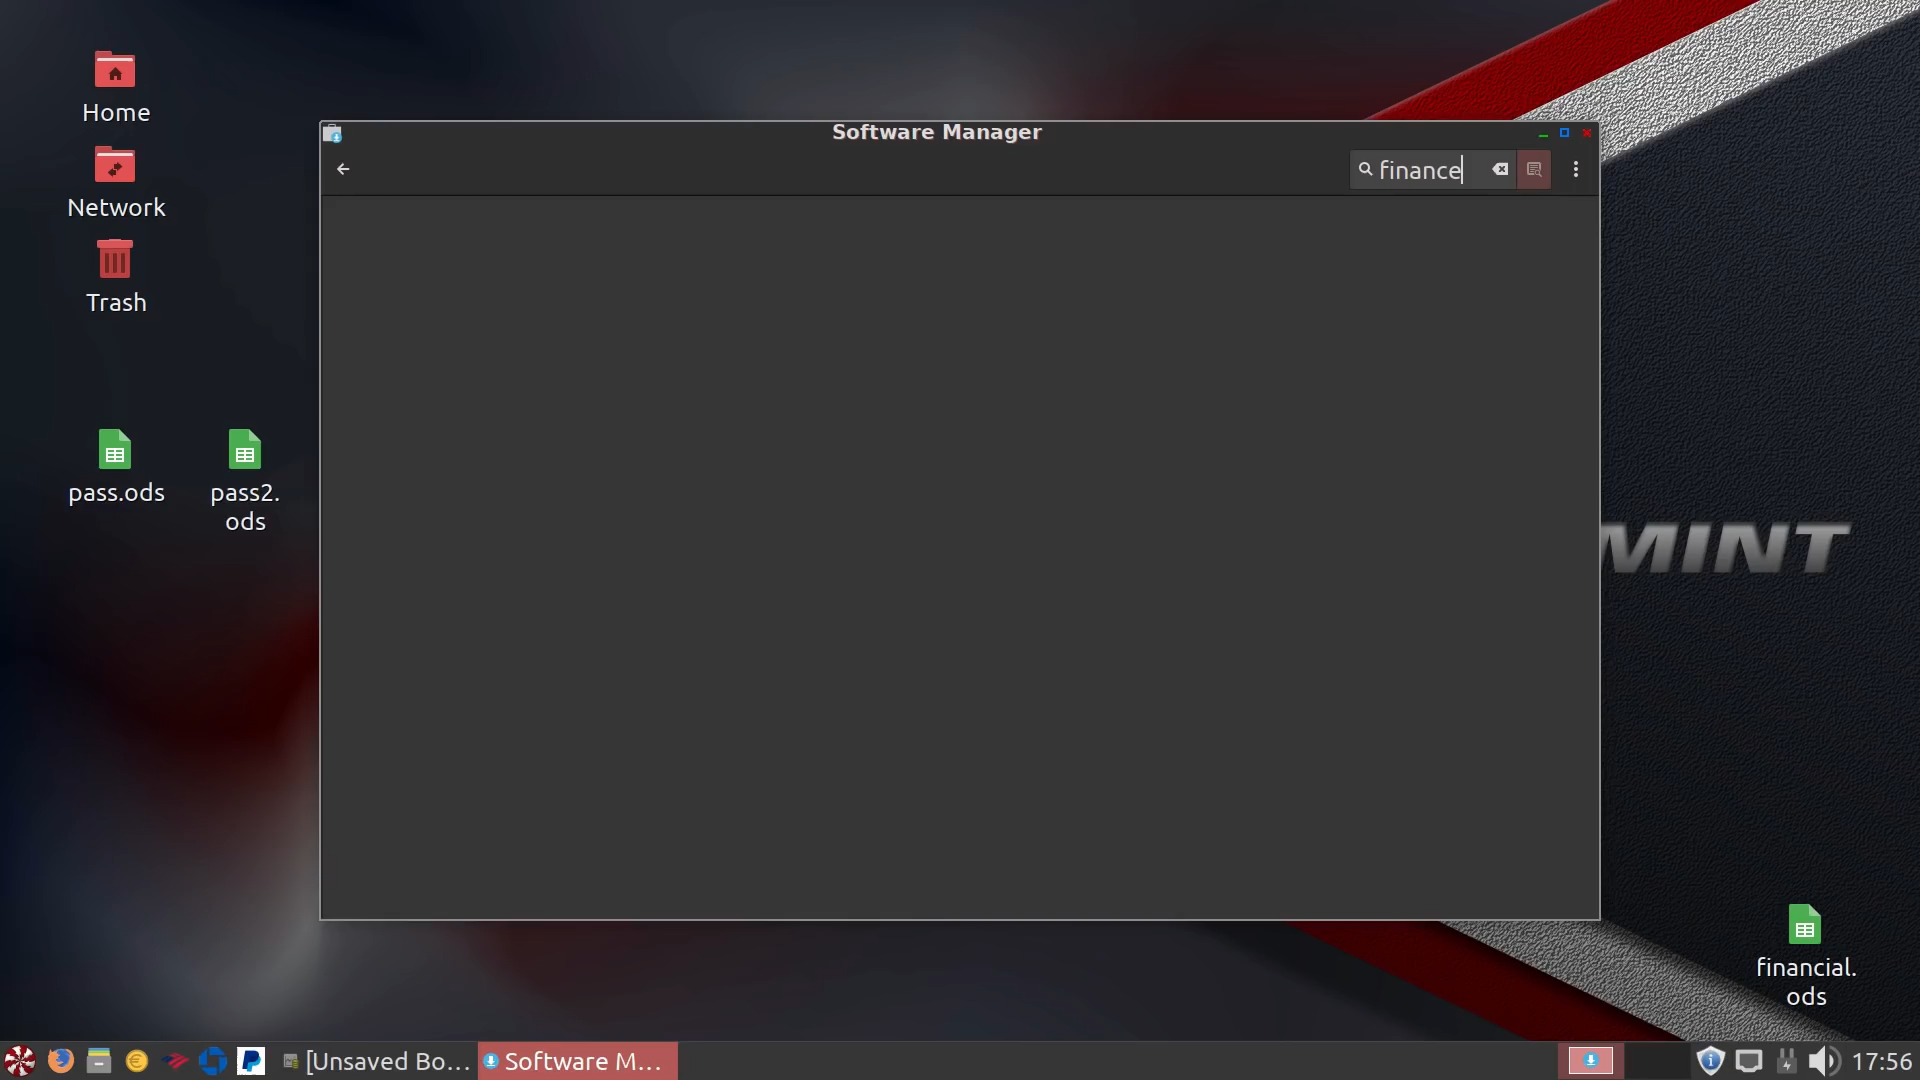 Home
Network
Trash
pass.ods
pass2.
ods
Software Manager
finance
MINT
financial.
ods
[Unsaved Bo...
Software M...
17:56